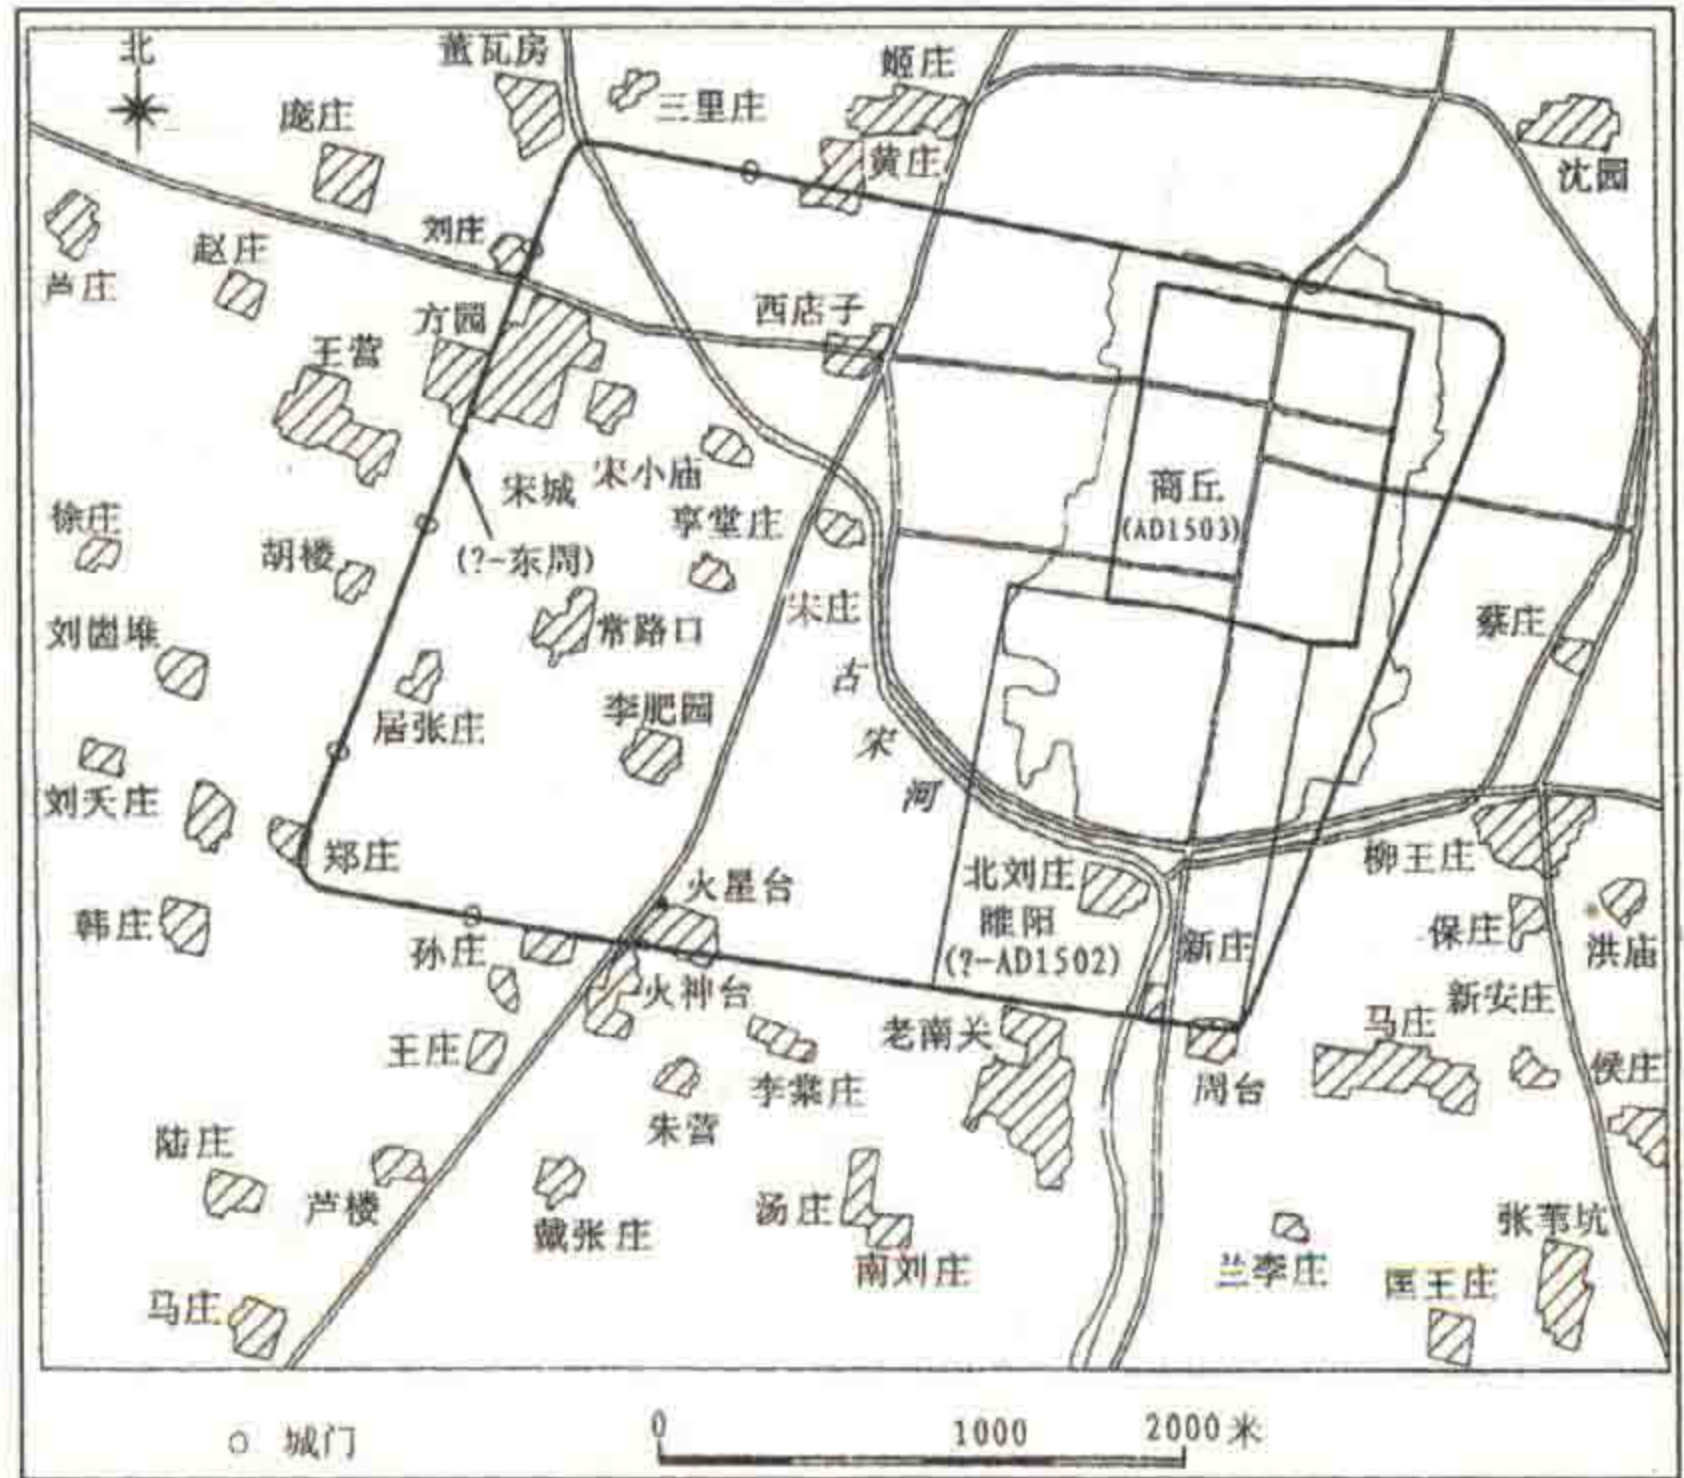 北
蓝瓦房
三里庄
姬庄
庞庄
黄庄
沈园
刘庄
赵庄
芦庄
方园
西店子
王营
宋城
(?-东周)
宋小庙
商丘
(AD1503)
徐庄
胡楼
享堂庄
宋庄
常路口
蔡庄
刘崮堆
居张庄
李肥园
古
宋
河
刘天庄
郑庄
火星台
北刘庄
睢阳
(?-AD1502)
柳王庄
韩庄
孙庄
新庄
保庄
洪庙
火神台
新安庄
王庄
老南关
马庄
李棠庄
周台
侯庄
朱营
陆庄
芦楼
戴张庄
汤庄
南刘庄
兰李庄
张苇坑
匡王庄
马庄
城门
0 1000 2000米